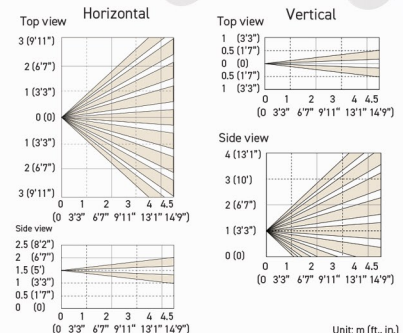 Horizontal
Top view
3 (9'11")
2 (6'7")
1 (3'3")
0 (0)
1 (3'3")
2 (6'7")
3 (9'11")
0 1 2 3 4 4.5
(0 3'3" 6'7" 9'11" 13'1" 14'9")
Side view
2.5 (8'2")
2 (6'7")
1.5 (5')
1 (3'3")
0.5 (1'7")
0 (0)
0 1 2 3 4 4.5
(0 3'3" 6'7" 9'11" 13'1" 14'9")
Vertical
Top view
1 (3'3")
0.5 (1'7")
0 (0)
0.5 (1'7")
1 (3'3")
0 1 2 3 4 4.5
(0 3'3" 6'7" 9'11" 13'1" 14'9")
Side view
4 (13'1")
3 (10')
2 (6'7")
1 (3'3")
0 (0)
0 1 2 3 4 4.5
(0 3'3" 6'7" 9'11" 13'1" 14'9")
Unit: m (ft., in.)